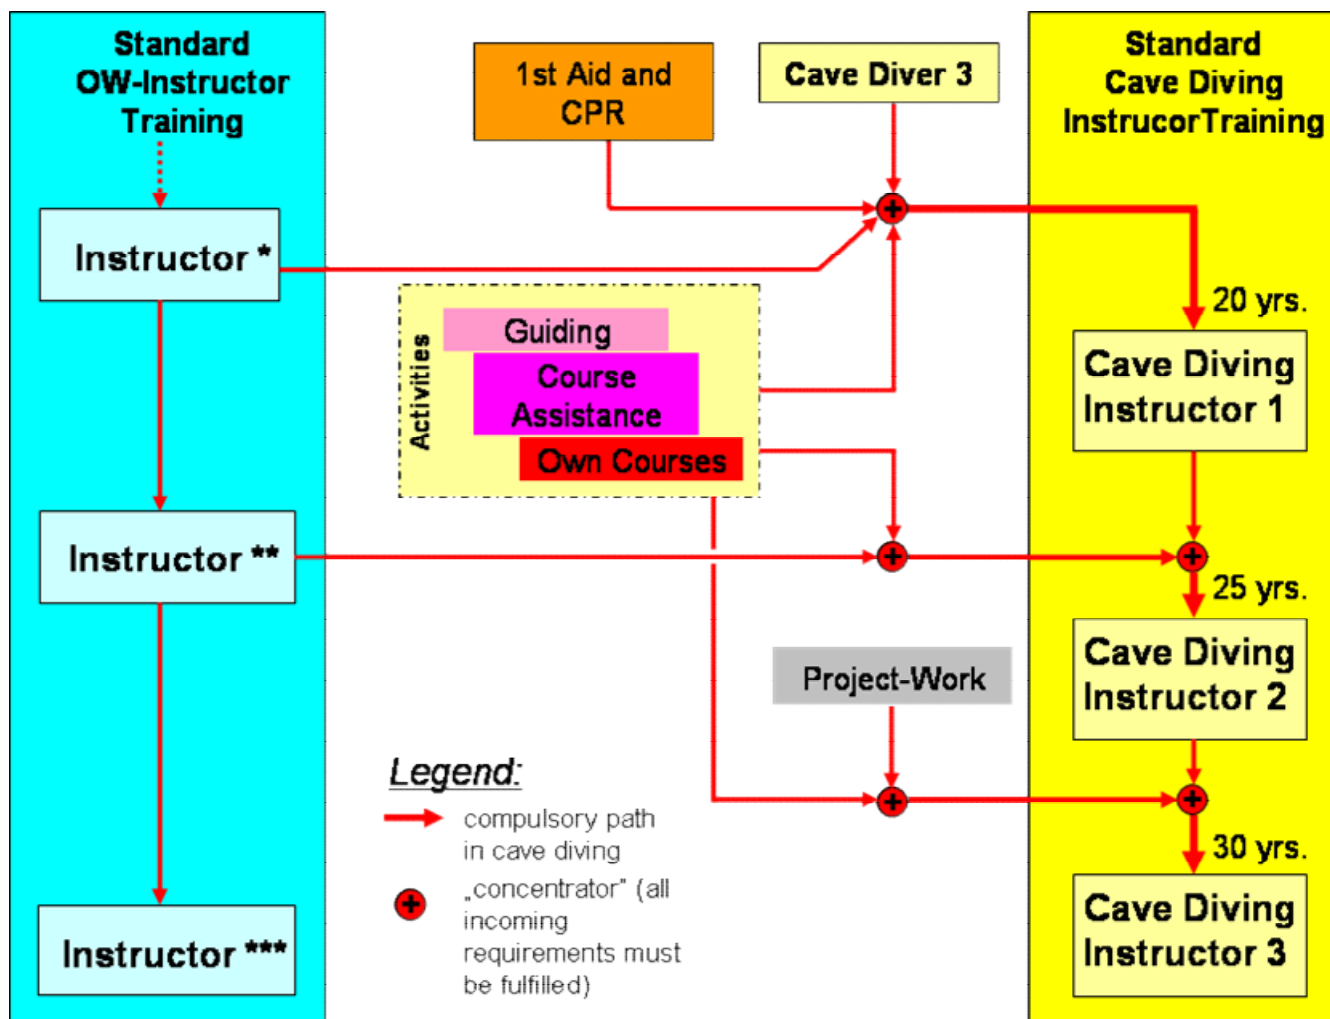 Standard
OW-Instructor
Training
1st Aid and
CPR
Cave Diver 3
Standard
Cave Diving
InstrucorTraining
Instructor *
20 yrs.
Activities
Guiding
Course
Assistance
Own Courses
Cave Diving
Instructor 1
Instructor **
25 yrs.
Cave Diving
Instructor 2
Project-Work
Legend:
compulsory path
in cave diving
„concentrator" (all
incoming
requirements must
be fulfilled)
30 yrs.
Cave Diving
Instructor 3
Instructor ***